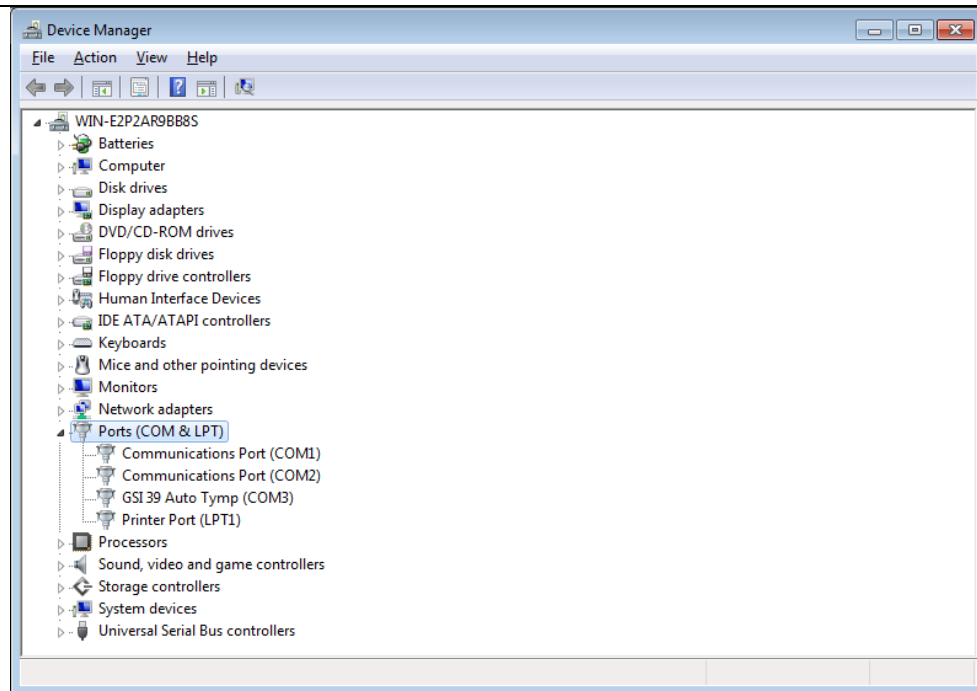 Device Manager
File Action View Help
WIN-E2P2AR9BB8S
Batteries
Computer
Disk drives
Display adapters
DVD/CD-ROM drives
Floppy disk drives
Floppy drive controllers
Human Interface Devices
IDE ATA/ATAPI controllers
Keyboards
Mice and other pointing devices
Monitors
Network adapters
Ports (COM & LPT)
Communications Port (COM1)
Communications Port (COM2)
GSI 39 Auto Tymp (COM3)
Printer Port (LPT1)
Processors
Sound, video and game controllers
Storage controllers
System devices
Universal Serial Bus controllers